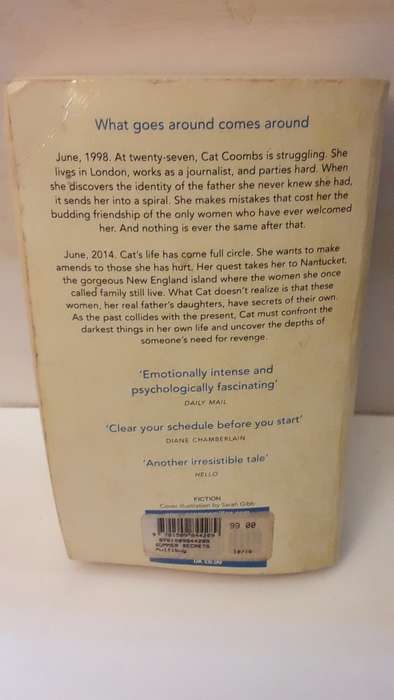 What goes around comes around
June, 1998. At twenty-seven, Cat Coombs is struggling. She
lives in London, works as a journalist, and parties hard. When
she discovers the identity of the father she never knew she had,
it sends her into a spiral. She makes mistakes that cost her the
budding friendship of the only women who have ever welcomed
her. And nothing is ever the same after that.
June, 2014. Cat's life has come full circle. She wants to make
amends to those she has hurt. Her quest takes her to Nantucket,
the gorgeous New England island where the women she once
called family still live. What Cat doesn't realize is that these
women, her real father's daughters, have secrets of their own.
As the past collides with the present, Cat must confront the
darkest things in her own life and uncover the depths of
someone's need for revenge.
'Emotionally intense and
psychologically fascinating'
DAILY MAIL
'Clear your schedule before you start'
DIANE CHAMBERLAIN
'Another irresistible tale'
HELLO
FICTION
Cover illustration by Sarah Gibb
99 00
9 781509 844289
9781509844289
SUMMER SECRETS